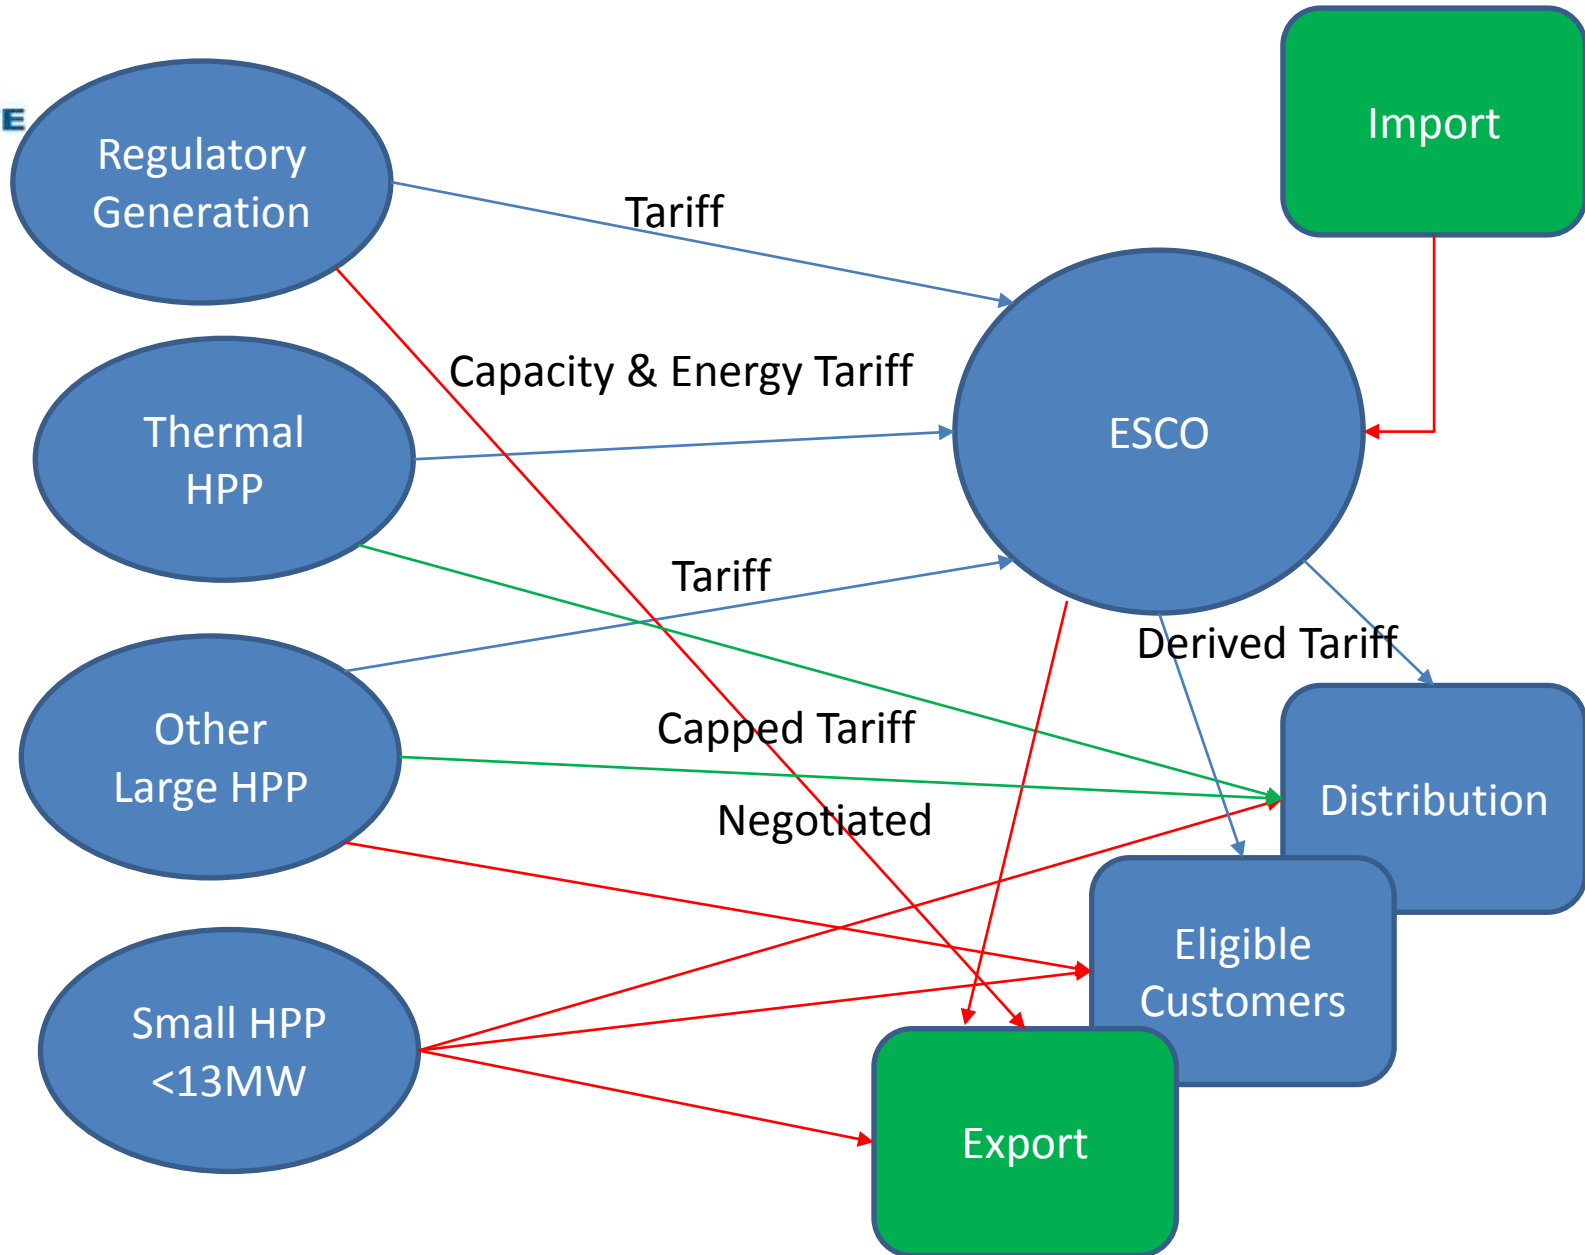 E
Import
Regulatory
Generation
Tariff
Capacity & Energy Tariff
Thermal
HPP
ESCO
Tariff
Derived Tariff
Other
Large HPP
Capped Tariff
Distribution
Negotiated
Eligible
Customers
Small HPP
<13MW
Export